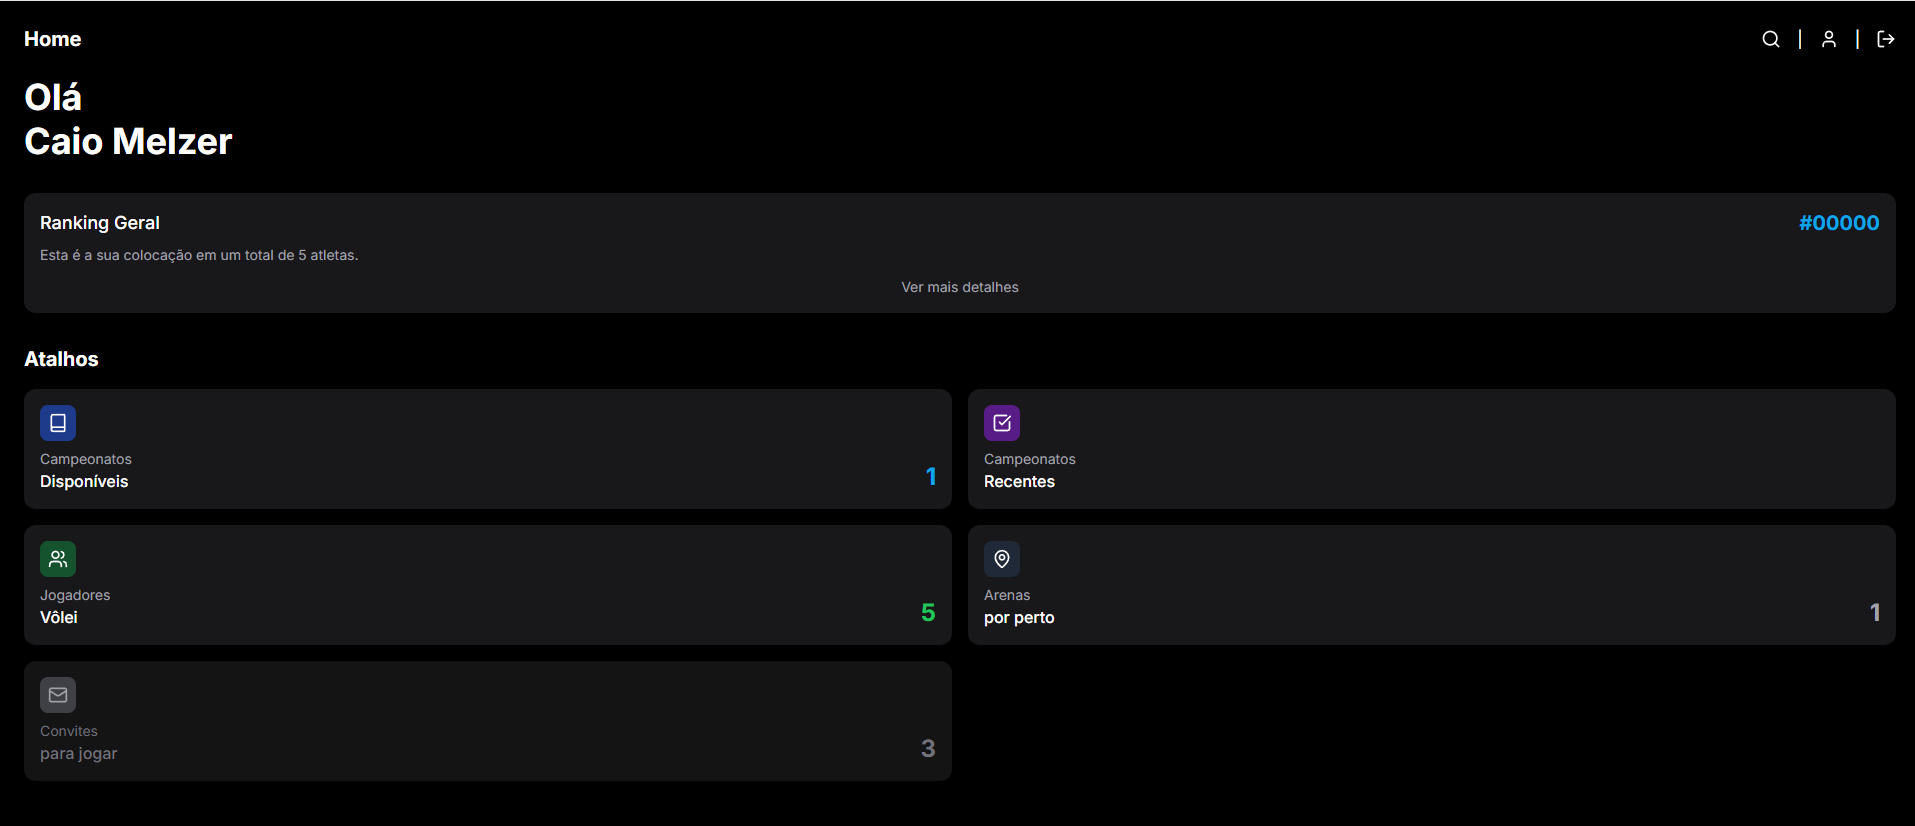 Home
Olá
Caio Melzer
Ranking Geral
#00000
Esta é a sua colocação em um total de 5 atletas.
Ver mais detalhes
Atalhos
Campeonatos
Disponíveis
1
Campeonatos
Recentes
Jogadores
Vôlei
5
Arenas
por perto
1
Convites
para jogar
3